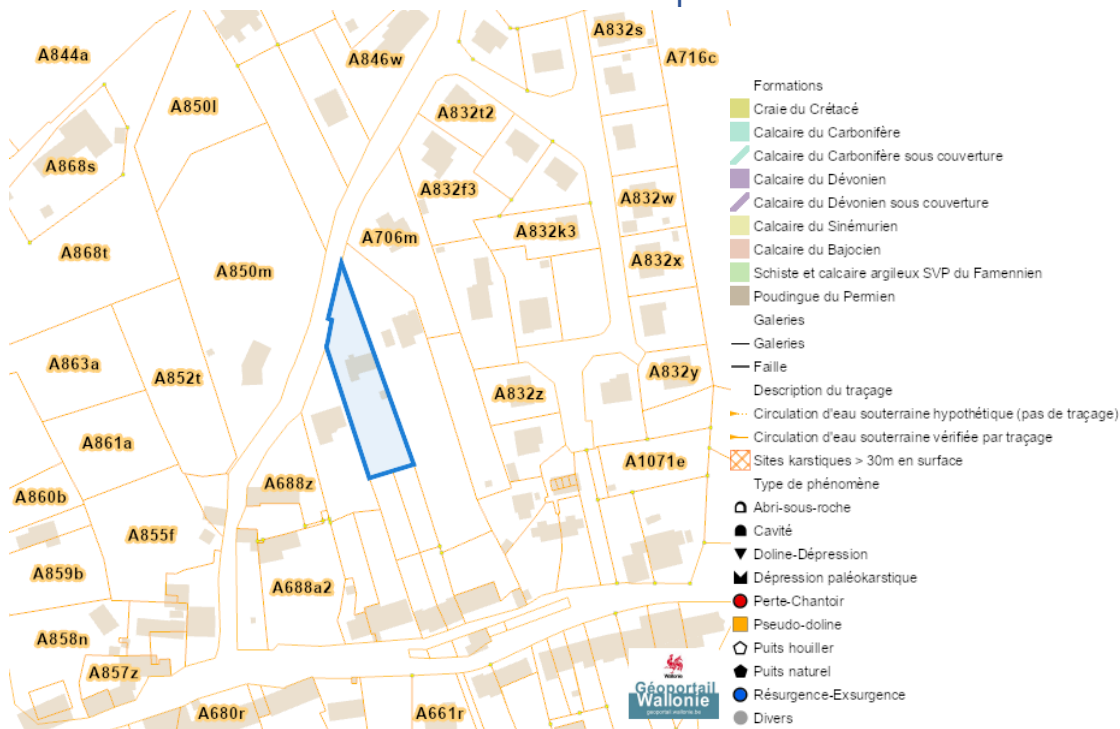 A832s
A844a
A846w
A716c
A850l
A832t2
A868s
A832f3
A832w
A706m
A832k3
A868t
A850m
A832x
A863a
A852t
A832z
A832y
A861a
A1071e
A688z
A860b
A855f
A859b
A688a2
A858n
A857z
A680r
A661r
Wallonie
Géoportail
Wallonie
geoportail.wallonie.be
Formations
Craie du Crétacé
Calcaire du Carbonifère
Calcaire du Carbonifère sous couverture
Calcaire du Dévonien
Calcaire du Dévonien sous couverture
Calcaire du Sinémurien
Calcaire du Bajocien
Schiste et calcaire argileux SVP du Famennien
Poudingue du Permien
Galeries
Galeries
Faille
Description du traçage
Circulation d'eau souterraine hypothétique (pas de traçage)
Circulation d'eau souterraine vérifiée par traçage
Sites karstiques > 30m en surface
Type de phénomène
Abri-sous-roche
Cavité
Doline-Dépression
Dépression paléokarstique
Perte-Chantoir
Pseudo-doline
Puits houiller
Puits naturel
Résurgence-Exsurgence
Divers